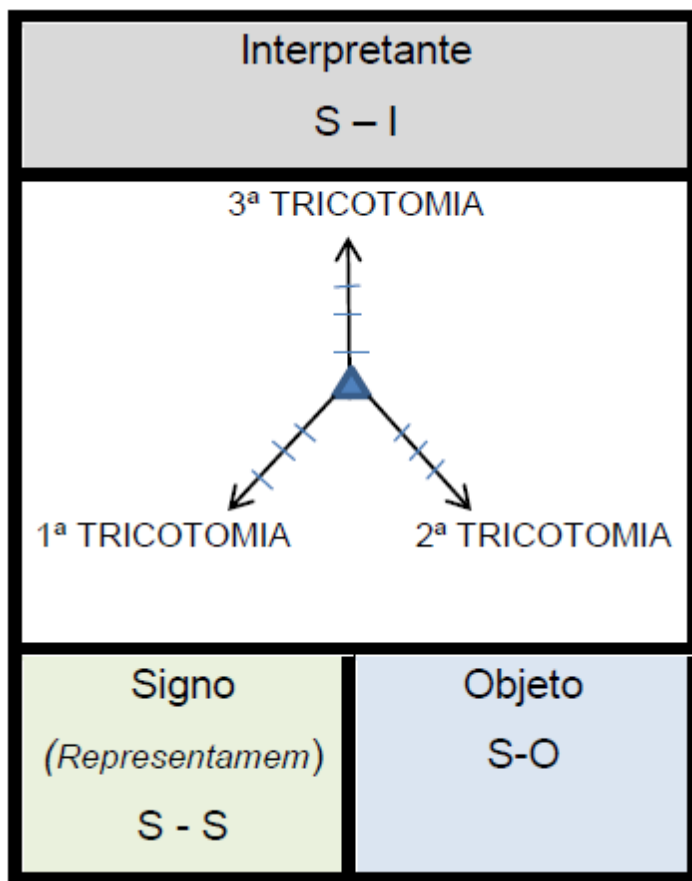 Interpretante
S – I
3ª TRICOTOMIA
1ª TRICOTOMIA
2ª TRICOTOMIA
Signo
(Representamem)
S - S
Objeto
S-O